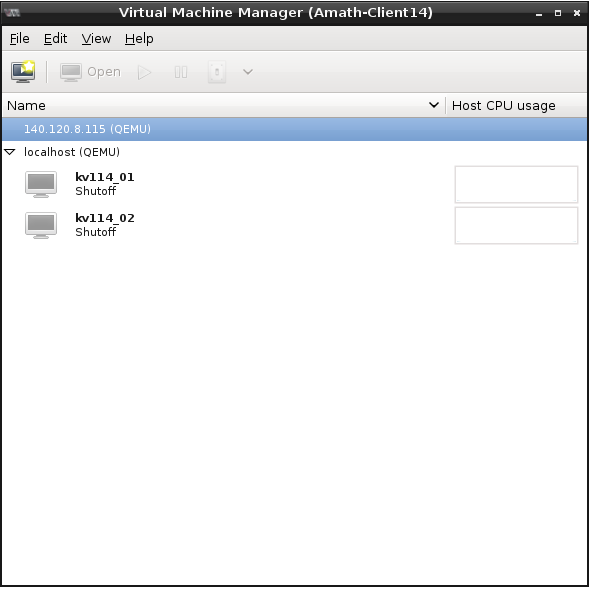 Virtual Machine Manager (Amath-Client14)
File Edit View Help
Open
Name Host CPU usage
140.120.8.115 (QEMU)
localhost (QEMU)
kv114_01
Shutoff
kv114_02
Shutoff